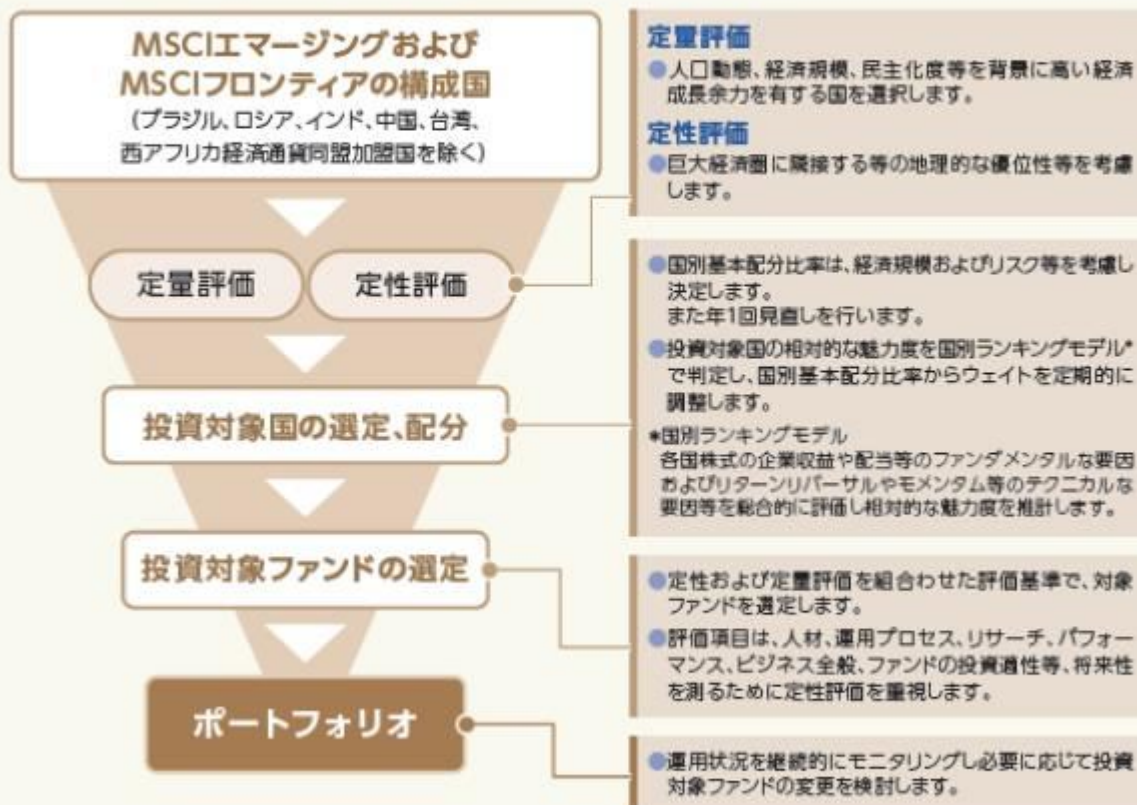 MSCIエマージングおよび
MSCIフロンティアの構成国
(ブラジル、ロシア、インド、中国、台湾、
西アフリカ経済通貨同盟加盟国を除く)
定量評価
定性評価
投資対象国の選定、配分
投資対象ファンドの選定
ポートフォリオ
定量評価
●人口動態、経済規模、民主化度等を背景に高い経済
成長余力を有する国を選択します。
定性評価
●巨大経済圏に隣接する等の地理的な優位性等を考慮
します。
●国別基本配分比率は、経済規模およびリスク等を考慮し
決定します。
また年1回見直しを行います。
●投資対象国の相対的な魅力度を国別ランキングモデル*
で判定し、国別基本配分比率からウェイトを定期的に
調整します。
*国別ランキングモデル
各国株式の企業収益や配当等のファンダメンタルな要因
およびリターンリバーサルやモメンタム等のテクニカルな
要因等を総合的に評価し相対的な魅力度を推計します。
●定性および定量評価を組合わせた評価基準で、対象
ファンドを選定します。
●評価項目は、人材、運用プロセス、リサーチ、パフォー
マンス、ビジネス全般、ファンドの投資適性等、将来性
を測るために定性評価を重視します。
●運用状況を継続的にモニタリングし必要に応じて投資
対象ファンドの変更を検討します。